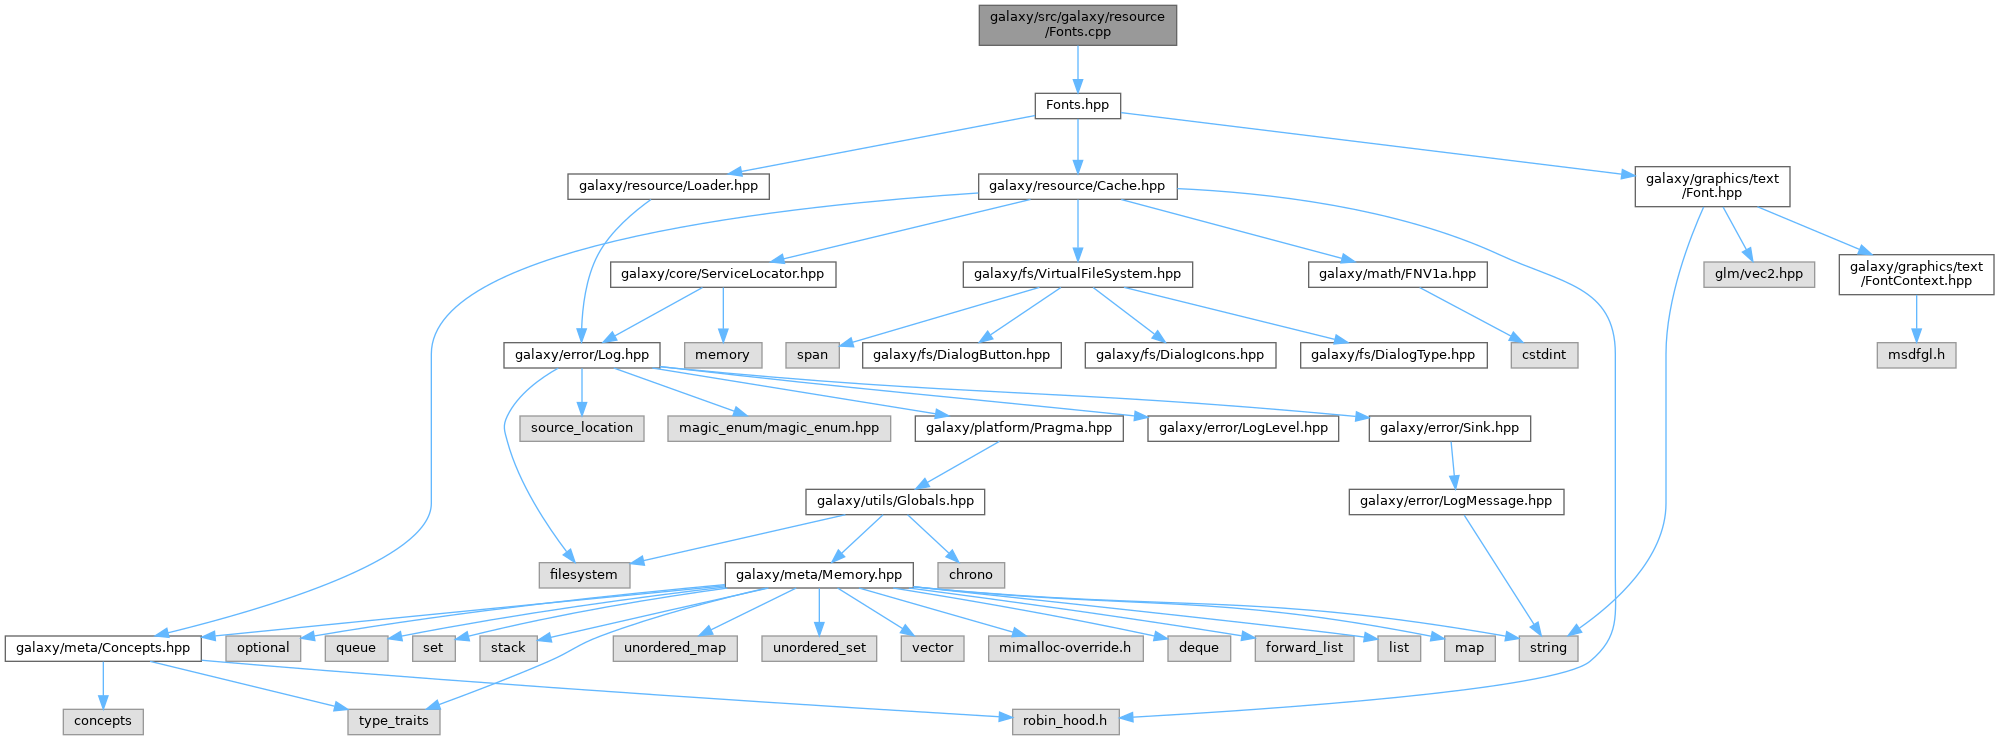 galaxy/src/galaxy/resource
/Fonts.cpp
Fonts.hpp
galaxy/resource/Loader.hpp
galaxy/resource/Cache.hpp
galaxy/graphics/text
/Font.hpp
galaxy/core/ServiceLocator.hpp
galaxy/fs/VirtualFileSystem.hpp
galaxy/math/FNV1a.hpp
glm/vec2.hpp
galaxy/graphics/text
/FontContext.hpp
galaxy/error/Log.hpp
memory
span
galaxy/fs/DialogButton.hpp
galaxy/fs/DialogIcons.hpp
galaxy/fs/DialogType.hpp
cstdint
msdfgl.h
source_location
magic_enum/magic_enum.hpp
galaxy/platform/Pragma.hpp
galaxy/error/LogLevel.hpp
galaxy/error/Sink.hpp
galaxy/utils/Globals.hpp
galaxy/error/LogMessage.hpp
filesystem
galaxy/meta/Memory.hpp
chrono
galaxy/meta/Concepts.hpp
optional
queue
set
stack
unordered_map
unordered_set
vector
mimalloc-override.h
deque
forward_list
list
map
string
concepts
type_traits
robin_hood.h